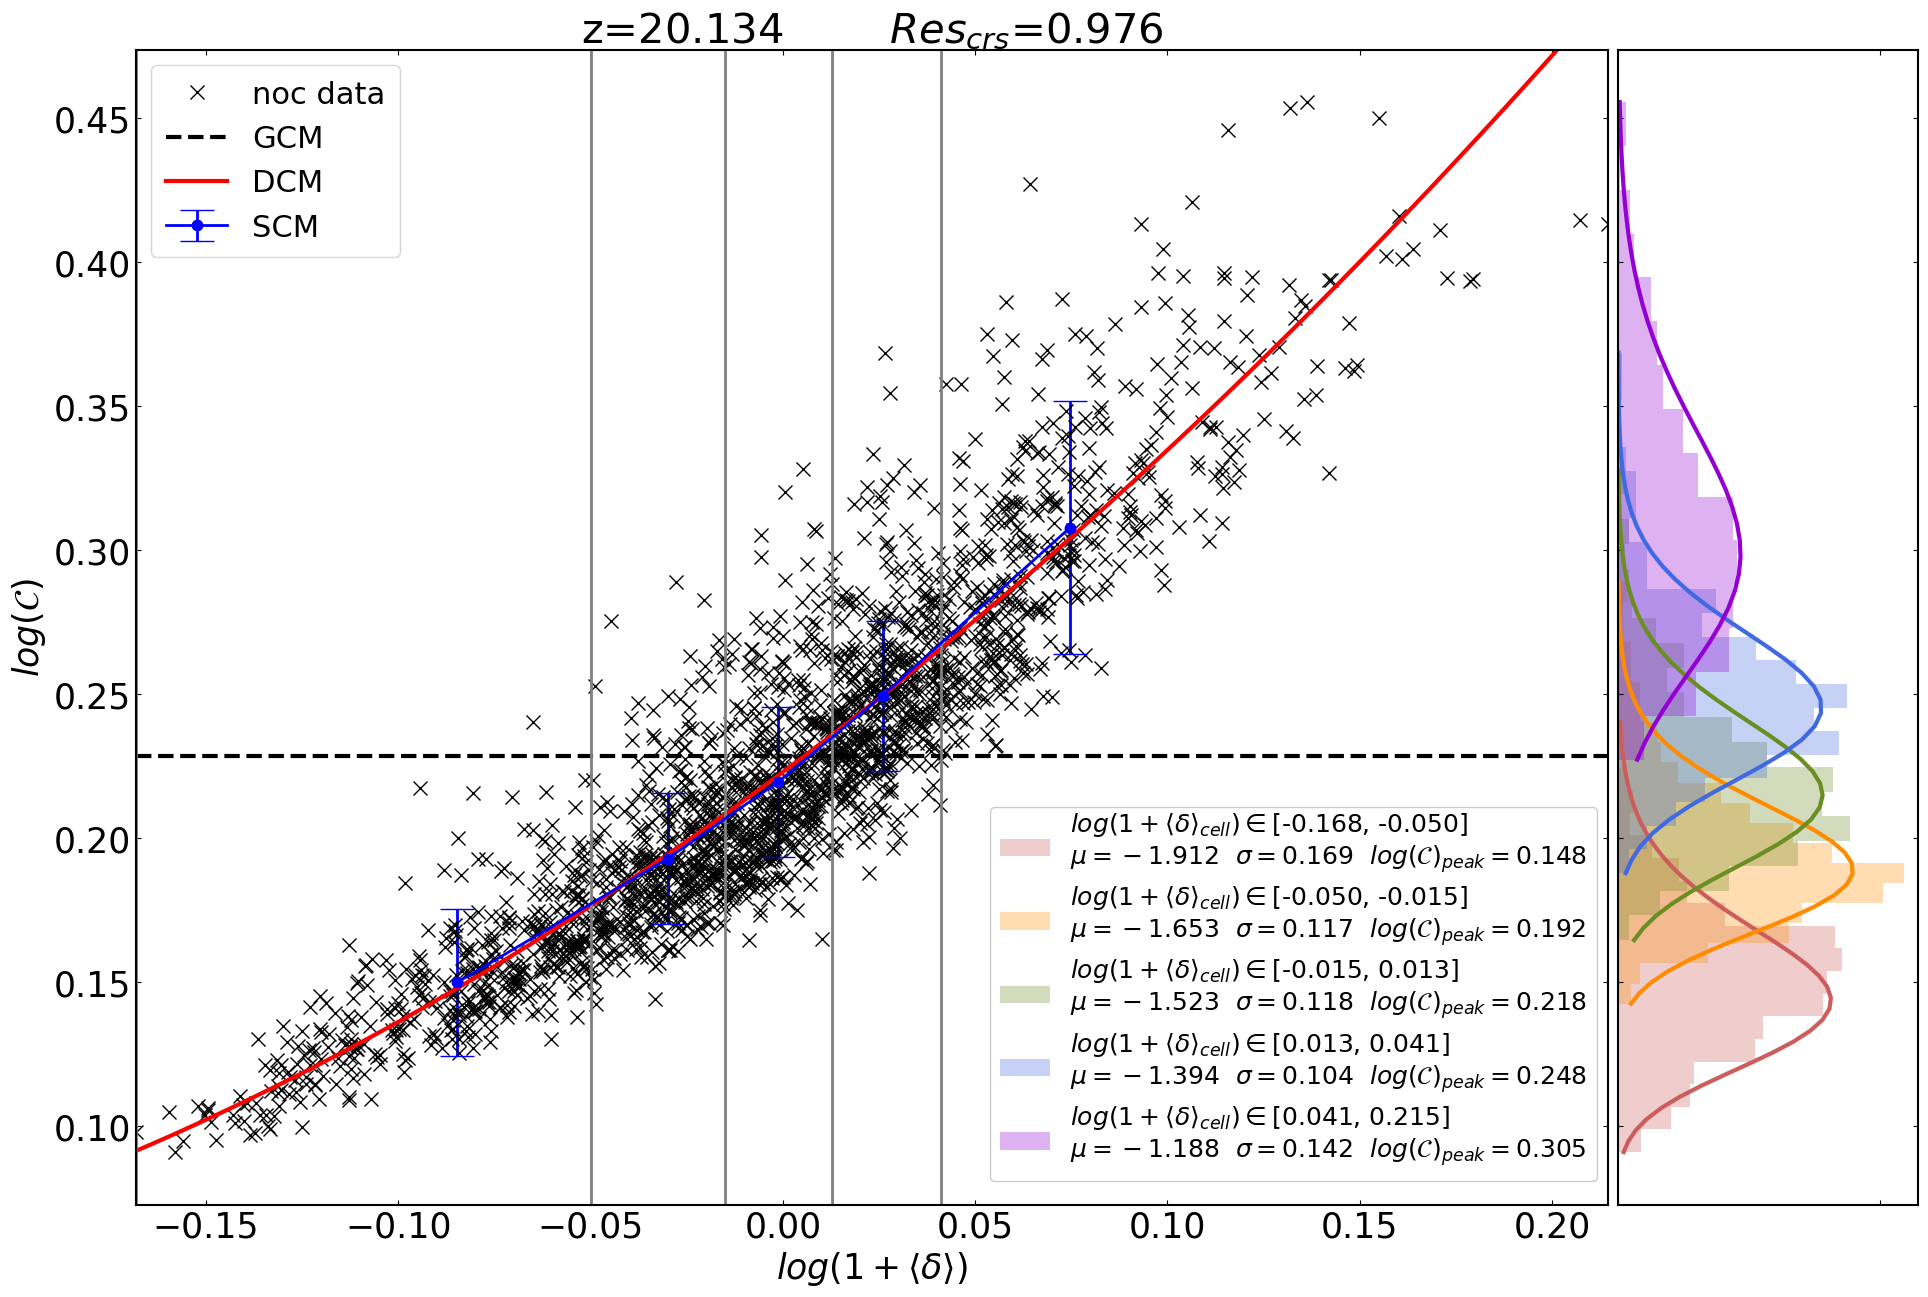 z=20.134 Res_crs=0.976
noc data
GCM
DCM
SCM
0.45
0.40
0.35
0.30
0.25
0.20
0.15
0.10
log(𝒞)
log(1 + ⟨δ⟩_cell) ∈ [-0.168, -0.050]
μ = −1.912 σ = 0.169 log(𝒞)_peak = 0.148
log(1 + ⟨δ⟩_cell) ∈ [-0.050, -0.015]
μ = −1.653 σ = 0.117 log(𝒞)_peak = 0.192
log(1 + ⟨δ⟩_cell) ∈ [-0.015, 0.013]
μ = −1.523 σ = 0.118 log(𝒞)_peak = 0.218
log(1 + ⟨δ⟩_cell) ∈ [0.013, 0.041]
μ = −1.394 σ = 0.104 log(𝒞)_peak = 0.248
log(1 + ⟨δ⟩_cell) ∈ [0.041, 0.215]
μ = −1.188 σ = 0.142 log(𝒞)_peak = 0.305
−0.15 −0.10 −0.05 0.00 0.05 0.10 0.15 0.20
log(1 + ⟨δ⟩)